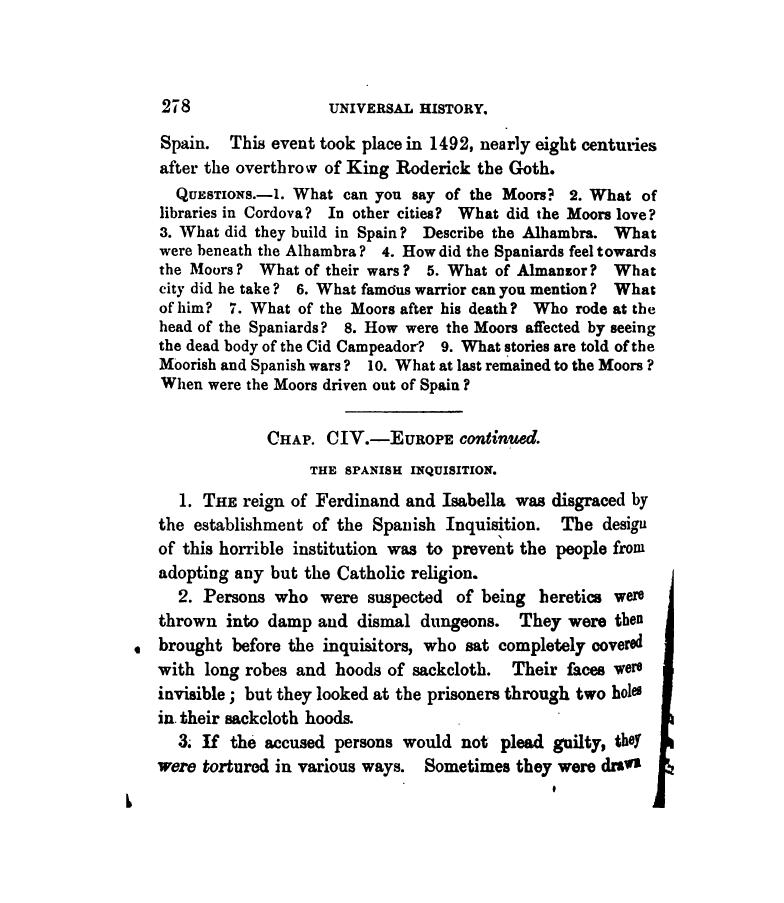 278 UNIVERSAL HISTORY.
Spain. This event took place in 1492, nearly eight centuries
after the overthrow of King Roderick the Goth.
QUESTIONS.—1. What can you say of the Moors? 2. What of
libraries in Cordova? In other cities? What did the Moors love?
3. What did they build in Spain? Describe the Alhambra. What
were beneath the Alhambra? 4. How did the Spaniards feel towards
the Moors? What of their wars? 5. What of Almanzor? What
city did he take? 6. What famous warrior can you mention? What
of him? 7. What of the Moors after his death? Who rode at the
head of the Spaniards? 8. How were the Moors affected by seeing
the dead body of the Cid Campeador? 9. What stories are told of the
Moorish and Spanish wars? 10. What at last remained to the Moors?
When were the Moors driven out of Spain?
CHAP. CIV.—EUROPE continued.
THE SPANISH INQUISITION.
1. THE reign of Ferdinand and Isabella was disgraced by
the establishment of the Spanish Inquisition. The design
of this horrible institution was to prevent the people from
adopting any but the Catholic religion.
2. Persons who were suspected of being heretics were
thrown into damp and dismal dungeons. They were then
brought before the inquisitors, who sat completely covered
with long robes and hoods of sackcloth. Their faces were
invisible; but they looked at the prisoners through two holes
in their sackcloth hoods.
3. If the accused persons would not plead guilty, they
were tortured in various ways. Sometimes they were drawn